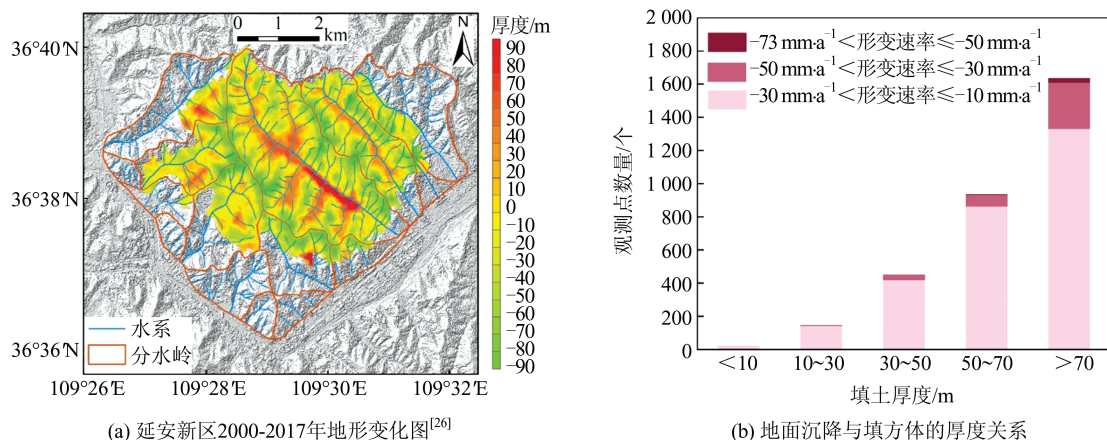 N
0 1 2
km
厚度/m
90
80
70
60
50
40
30
20
10
0
−10
−20
−30
−40
−50
−60
−70
−80
−90
36°40′N
36°38′N
36°36′N
109°26′E 109°28′E 109°30′E 109°32′E
水系
分水岭
(a) 延安新区2000-2017年地形变化图[26]
−73 mm·a⁻¹＜形变速率≤−50 mm·a⁻¹
−50 mm·a⁻¹＜形变速率≤−30 mm·a⁻¹
−30 mm·a⁻¹＜形变速率≤−10 mm·a⁻¹
观测点数量/个
2 000
1 800
1 600
1 400
1 200
1 000
800
600
400
200
0
＜10 10~30 30~50 50~70 ＞70
填土厚度/m
(b) 地面沉降与填方体的厚度关系